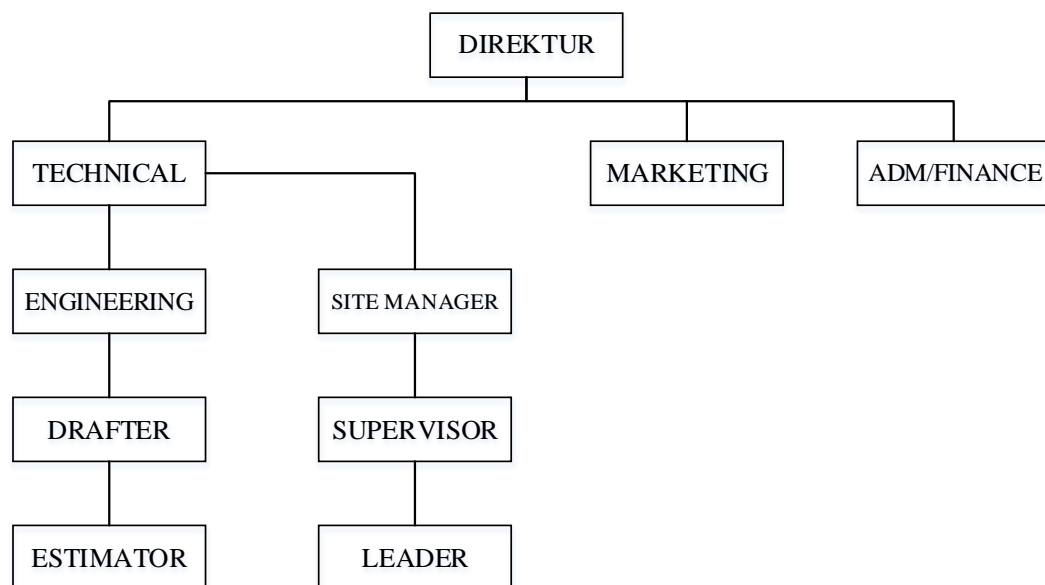 DIREKTUR
TECHNICAL
MARKETING
ADM/FINANCE
ENGINEERING
SITE MANAGER
DRAFTER
SUPERVISOR
ESTIMATOR
LEADER